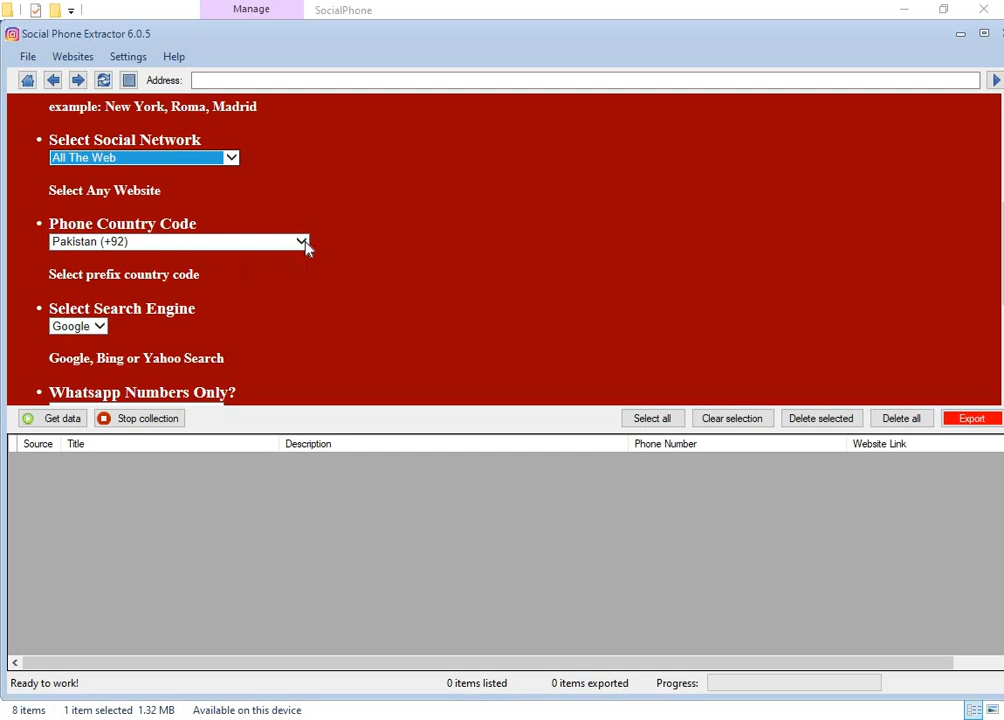 Manage
SocialPhone
Social Phone Extractor 6.0.5
File Websites Settings Help
Address:
example: New York, Roma, Madrid
• Select Social Network
All The Web
Select Any Website
• Phone Country Code
Pakistan (+92)
Select prefix country code
• Select Search Engine
Google
Google, Bing or Yahoo Search
• Whatsapp Numbers Only?
Get data Stop collection Select all Clear selection Delete selected Delete all Export
Source Title Description Phone Number Website Link
Ready to work! 0 items listed 0 items exported Progress:
8 items 1 item selected 1.32 MB Available on this device